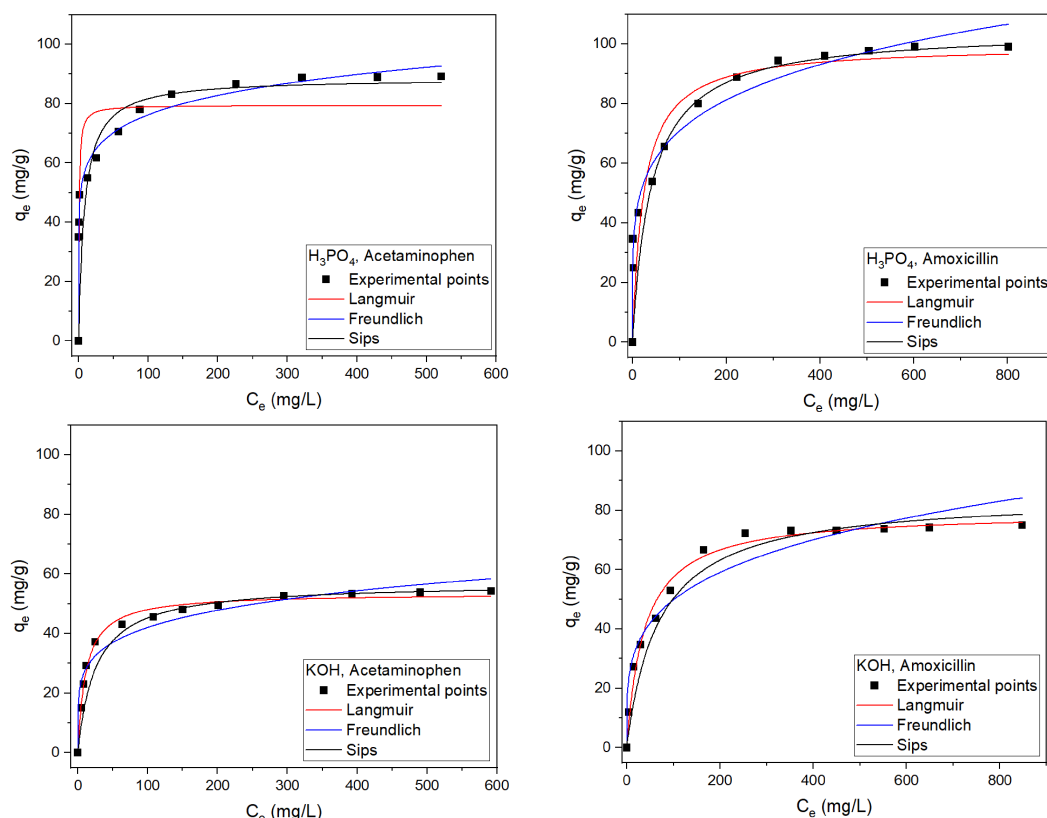 100
80
60
40
20
0
qₑ (mg/g)
H₃PO₄, Acetaminophen
Experimental points
Langmuir
Freundlich
Sips
0 100 200 300 400 500 600
Cₑ (mg/L)
100
80
60
40
20
0
qₑ (mg/g)
H₃PO₄, Amoxicillin
Experimental points
Langmuir
Freundlich
Sips
0 200 400 600 800
Cₑ (mg/L)
100
80
60
40
20
0
qₑ (mg/g)
KOH, Acetaminophen
Experimental points
Langmuir
Freundlich
Sips
0 100 200 300 400 500 600
Cₑ (mg/L)
100
80
60
40
20
0
qₑ (mg/g)
KOH, Amoxicillin
Experimental points
Langmuir
Freundlich
Sips
0 200 400 600 800
Cₑ (mg/L)